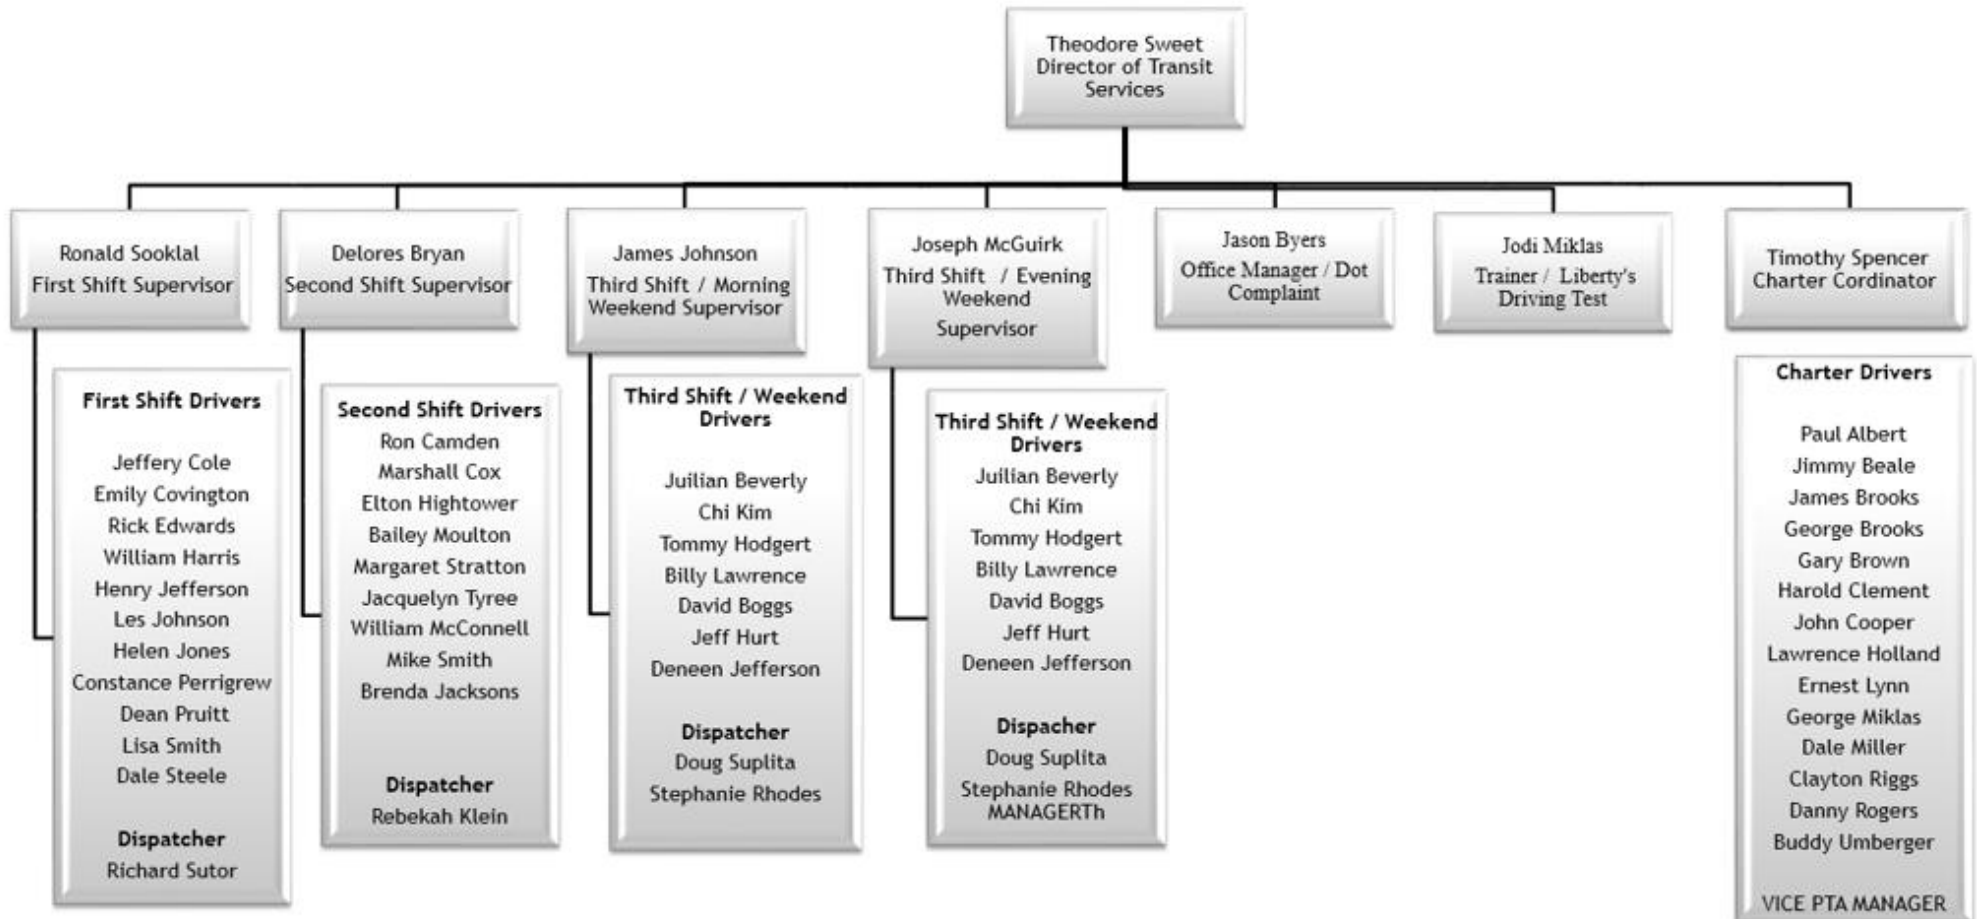 Theodore Sweet
Director of Transit
Services
Ronald Sooklal
First Shift Supervisor
Delores Bryan
Second Shift Supervisor
James Johnson
Third Shift / Morning
Weekend Supervisor
Joseph McGuirk
Third Shift / Evening
Weekend
Supervisor
Jason Byers
Office Manager / Dot
Complaint
Jodi Miklas
Trainer / Liberty's
Driving Test
Timothy Spencer
Charter Cordinator
First Shift Drivers
Jeffery Cole
Emily Covington
Rick Edwards
William Harris
Henry Jefferson
Les Johnson
Helen Jones
Constance Perrigrew
Dean Pruitt
Lisa Smith
Dale Steele
Dispatcher
Richard Sutor
Second Shift Drivers
Ron Camden
Marshall Cox
Elton Hightower
Bailey Moulton
Margaret Stratton
Jacquelyn Tyree
William McConnell
Mike Smith
Brenda Jacksons
Dispatcher
Rebekah Klein
Third Shift / Weekend
Drivers
Juilian Beverly
Chi Kim
Tommy Hodgert
Billy Lawrence
David Boggs
Jeff Hurt
Deneen Jefferson
Dispatcher
Doug Suplita
Stephanie Rhodes
Third Shift / Weekend
Drivers
Juilian Beverly
Chi Kim
Tommy Hodgert
Billy Lawrence
David Boggs
Jeff Hurt
Deneen Jefferson
Dispacher
Doug Suplita
Stephanie Rhodes
MANAGERTh
Charter Drivers
Paul Albert
Jimmy Beale
James Brooks
George Brooks
Gary Brown
Harold Clement
John Cooper
Lawrence Holland
Ernest Lynn
George Miklas
Dale Miller
Clayton Riggs
Danny Rogers
Buddy Umberger
VICE PTA MANAGER